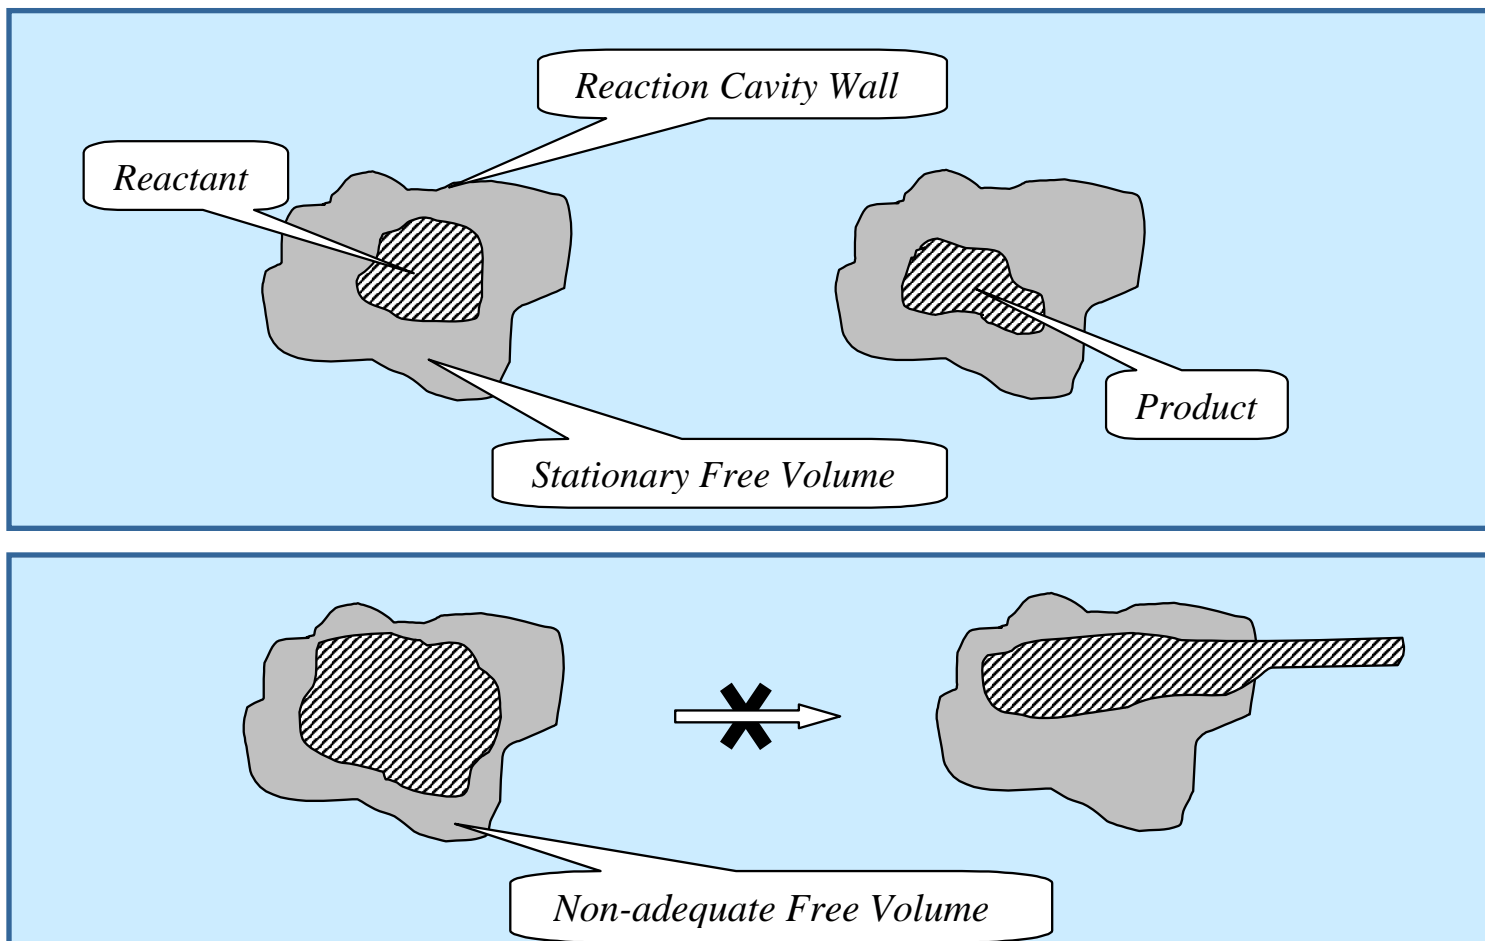 Reaction Cavity Wall
Reactant
Product
Stationary Free Volume
Non-adequate Free Volume